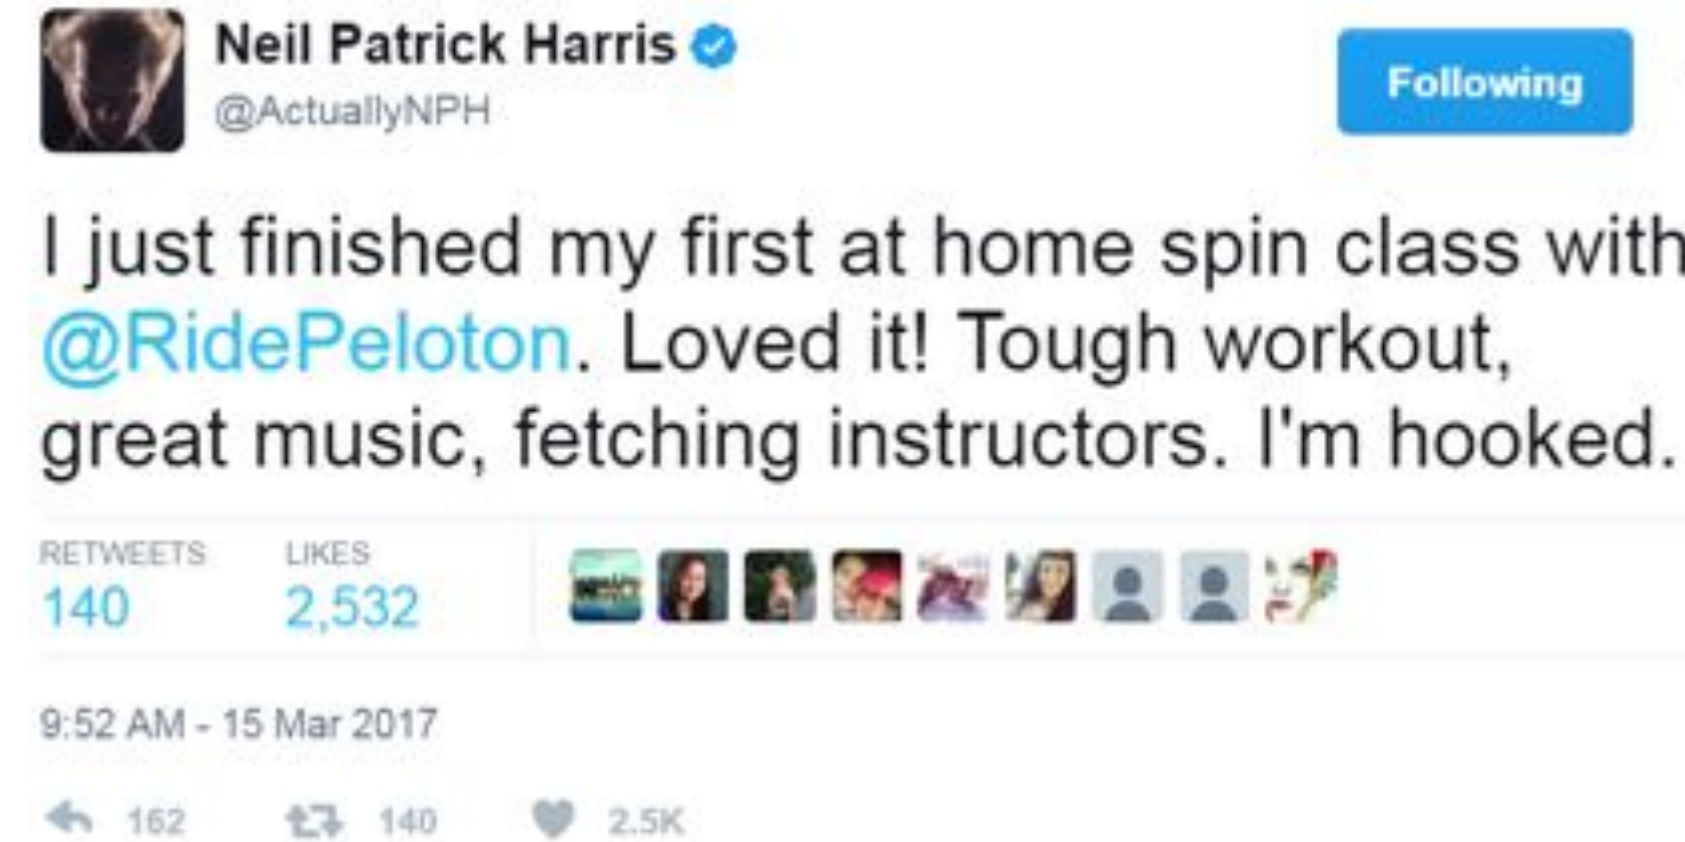 Neil Patrick Harris
@ActuallyNPH
Following
I just finished my first at home spin class with
@RidePeloton. Loved it! Tough workout,
great music, fetching instructors. I'm hooked.
RETWEETS LIKES
140 2,532
9:52 AM - 15 Mar 2017
162 140 2.5K